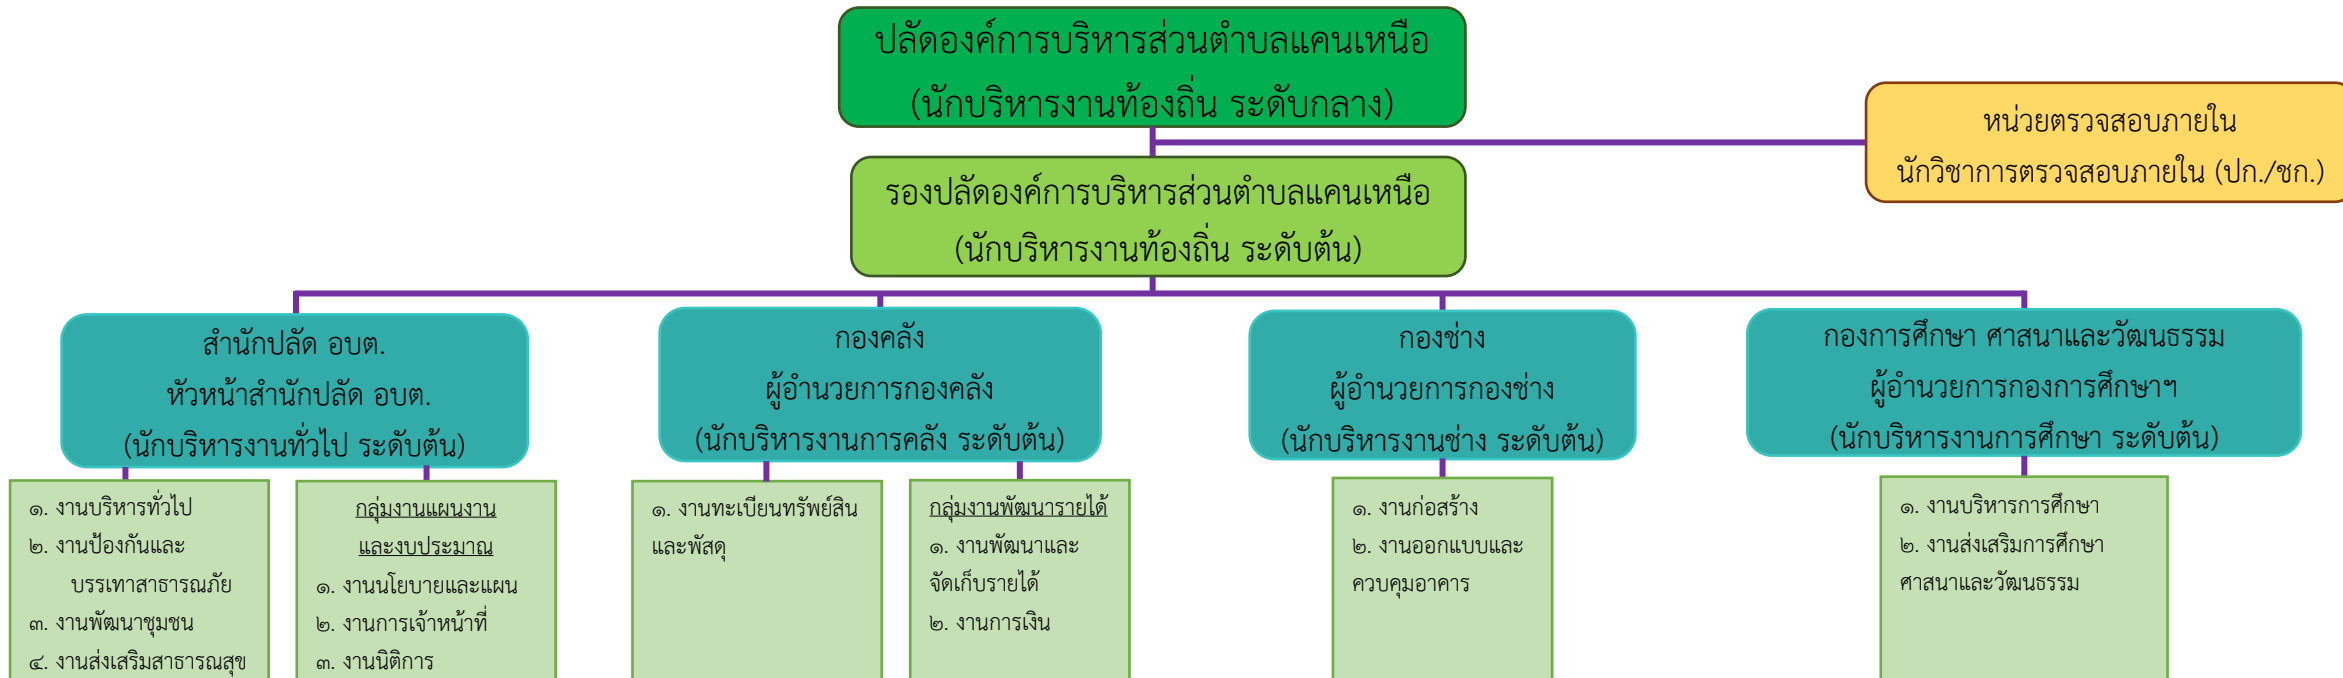 ปลัดองค์การบริหารส่วนตำบลแคนเหนือ
(นักบริหารงานท้องถิ่น ระดับกลาง)
หน่วยตรวจสอบภายใน
นักวิชาการตรวจสอบภายใน (ปก./ชก.)
รองปลัดองค์การบริหารส่วนตำบลแคนเหนือ
(นักบริหารงานท้องถิ่น ระดับต้น)
สำนักปลัด อบต.
หัวหน้าสำนักปลัด อบต.
(นักบริหารงานทั่วไป ระดับต้น)
กองคลัง
ผู้อำนวยการกองคลัง
(นักบริหารงานการคลัง ระดับต้น)
กองช่าง
ผู้อำนวยการกองช่าง
(นักบริหารงานช่าง ระดับต้น)
กองการศึกษา ศาสนาและวัฒนธรรม
ผู้อำนวยการกองการศึกษาฯ
(นักบริหารงานการศึกษา ระดับต้น)
๑. งานบริหารทั่วไป
๒. งานป้องกันและ
บรรเทาสาธารณภัย
๓. งานพัฒนาชุมชน
๔. งานส่งเสริมสาธารณสุข
กลุ่มงานแผนงาน
และงบประมาณ
๑. งานนโยบายและแผน
๒. งานการเจ้าหน้าที่
๓. งานนิติการ
๑. งานทะเบียนทรัพย์สิน
และพัสดุ
กลุ่มงานพัฒนารายได้
๑. งานพัฒนาและ
จัดเก็บรายได้
๒. งานการเงิน
๑. งานก่อสร้าง
๒. งานออกแบบและ
ควบคุมอาคาร
๑. งานบริหารการศึกษา
๒. งานส่งเสริมการศึกษา
ศาสนาและวัฒนธรรม